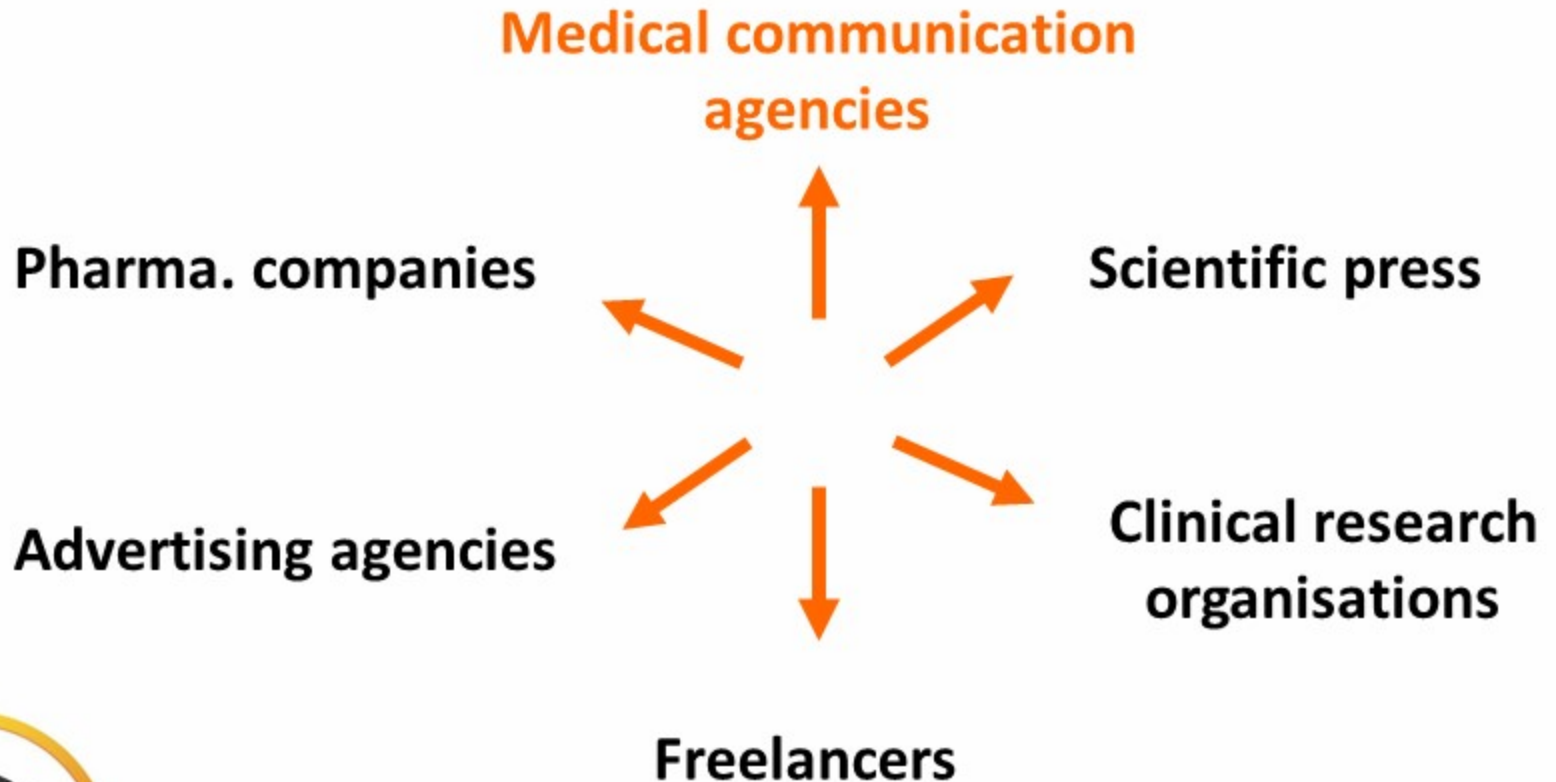 Medical communication
agencies
Pharma. companies
Scientific press
Advertising agencies
Clinical research
organisations
Freelancers